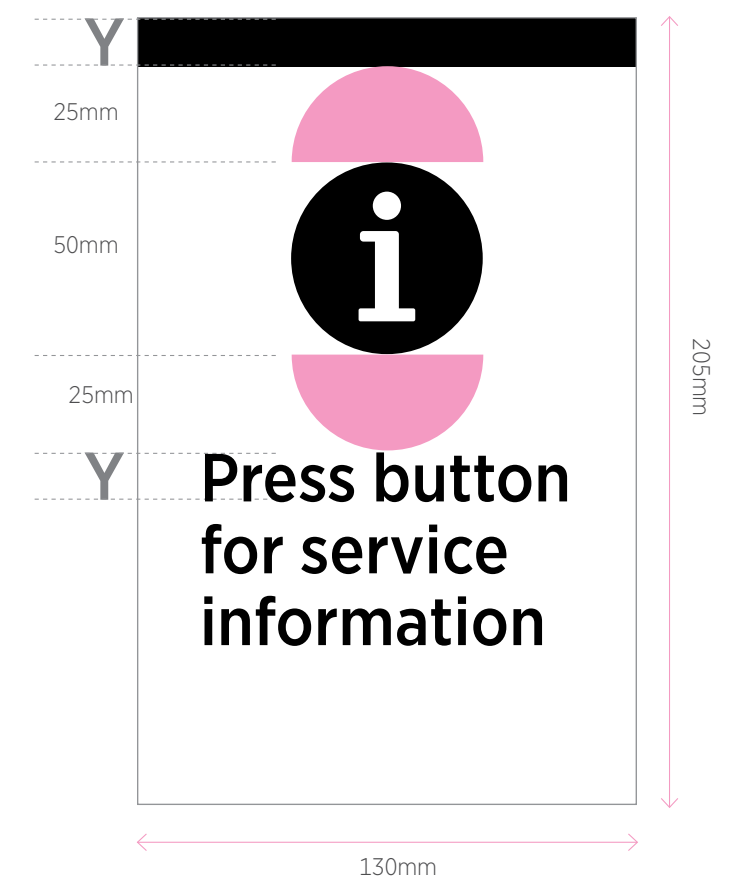 Y
25mm
50mm
25mm
Y
i
Press button
for service
information
205mm
130mm